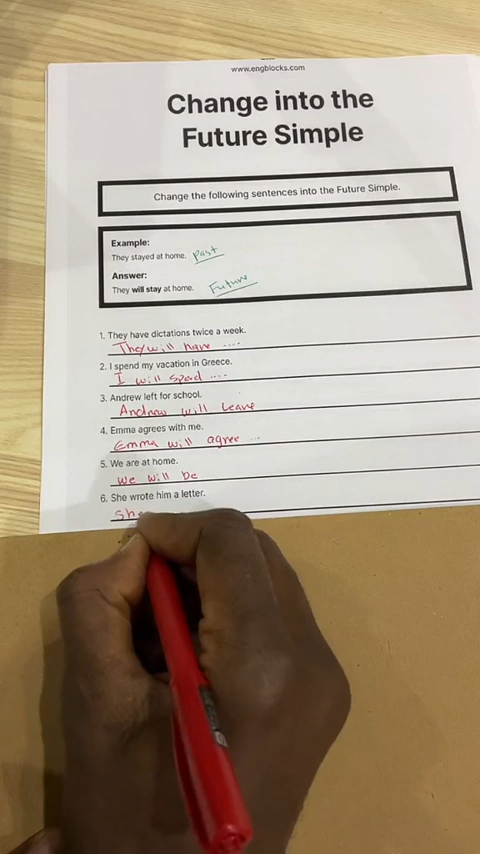 www.engblocks.com
Change into the
Future Simple
Change the following sentences into the Future Simple.
Example:
They stayed at home. Past
Answer:
They will stay at home. Future
1. They have dictations twice a week.
They will have ....
2. I spend my vacation in Greece.
I will spend ....
3. Andrew left for school.
Andrew will Leave
4. Emma agrees with me.
Emma will agree ...
5. We are at home.
we will be
6. She wrote him a letter.
She